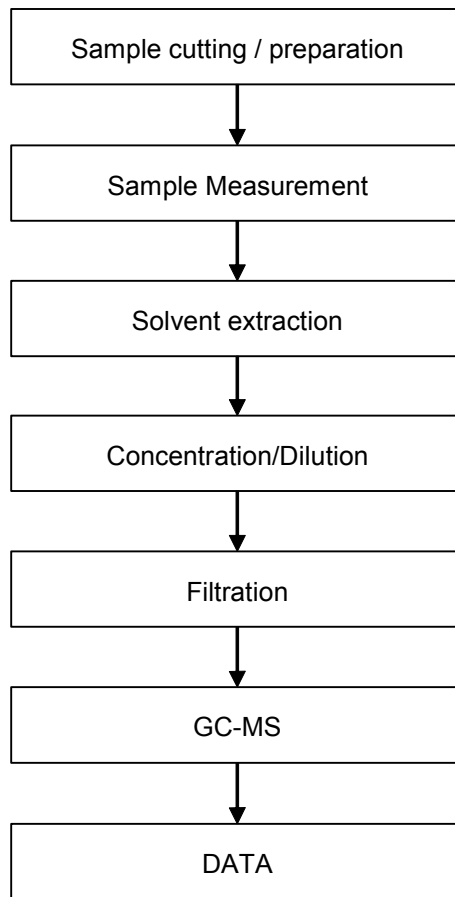 Sample cutting / preparation
Sample Measurement
Solvent extraction
Concentration/Dilution
Filtration
GC-MS
DATA